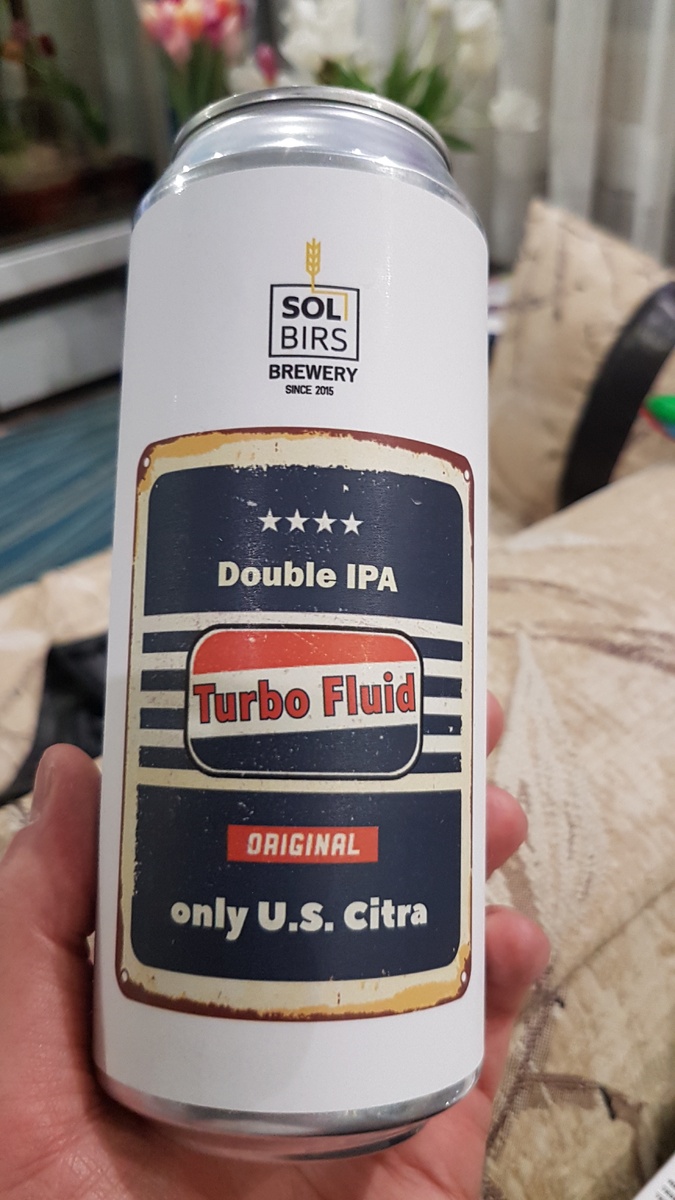 SOL
BIRS
BREWERY
SINCE 2015
Double IPA
Turbo Fluid
ORIGINAL
only U.S. Citra